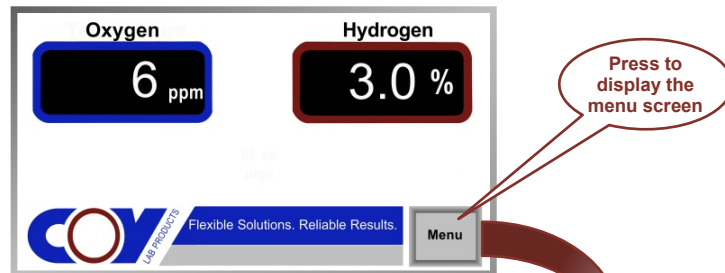 Oxygen
Hydrogen
6 ppm
3.0 %
Press to
display the
menu screen
COY
LAB PRODUCTS
Flexible Solutions. Reliable Results.
Menu